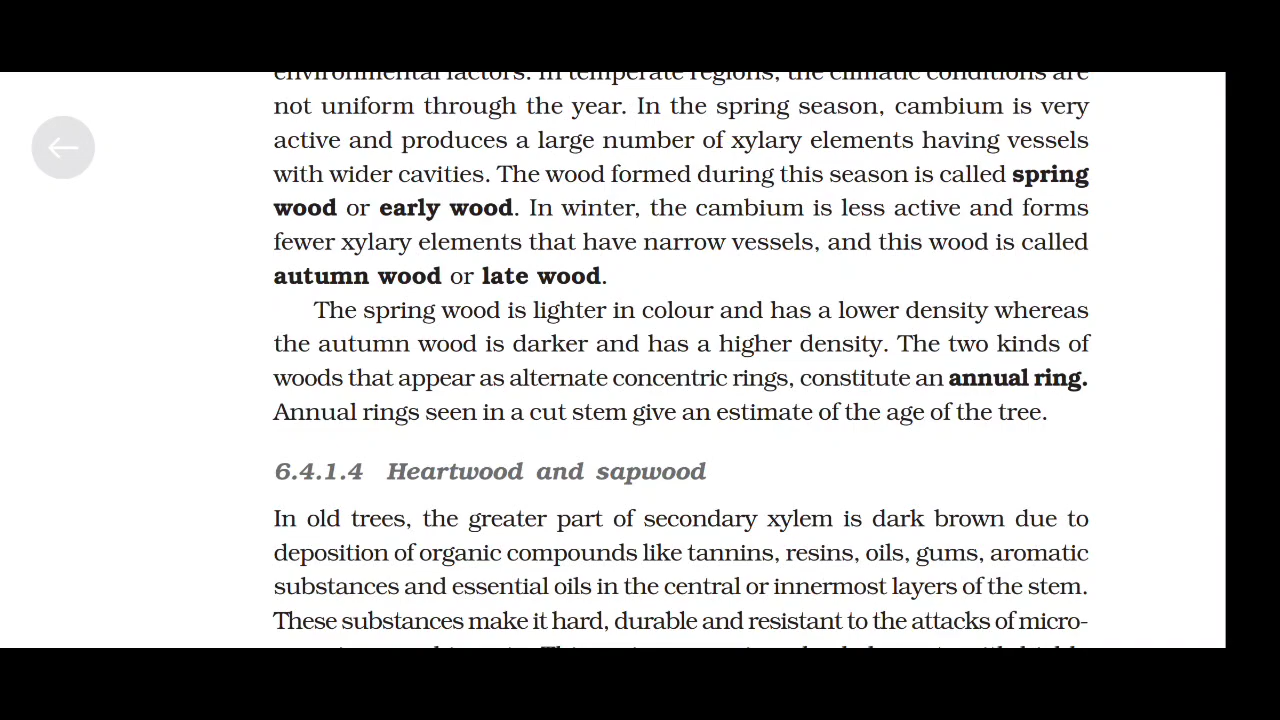 environmental factors. In temperate regions, the climatic conditions are
not uniform through the year. In the spring season, cambium is very
active and produces a large number of xylary elements having vessels
with wider cavities. The wood formed during this season is called spring
wood or early wood. In winter, the cambium is less active and forms
fewer xylary elements that have narrow vessels, and this wood is called
autumn wood or late wood.
The spring wood is lighter in colour and has a lower density whereas
the autumn wood is darker and has a higher density. The two kinds of
woods that appear as alternate concentric rings, constitute an annual ring.
Annual rings seen in a cut stem give an estimate of the age of the tree.
6.4.1.4 Heartwood and sapwood
In old trees, the greater part of secondary xylem is dark brown due to
deposition of organic compounds like tannins, resins, oils, gums, aromatic
substances and essential oils in the central or innermost layers of the stem.
These substances make it hard, durable and resistant to the attacks of micro-